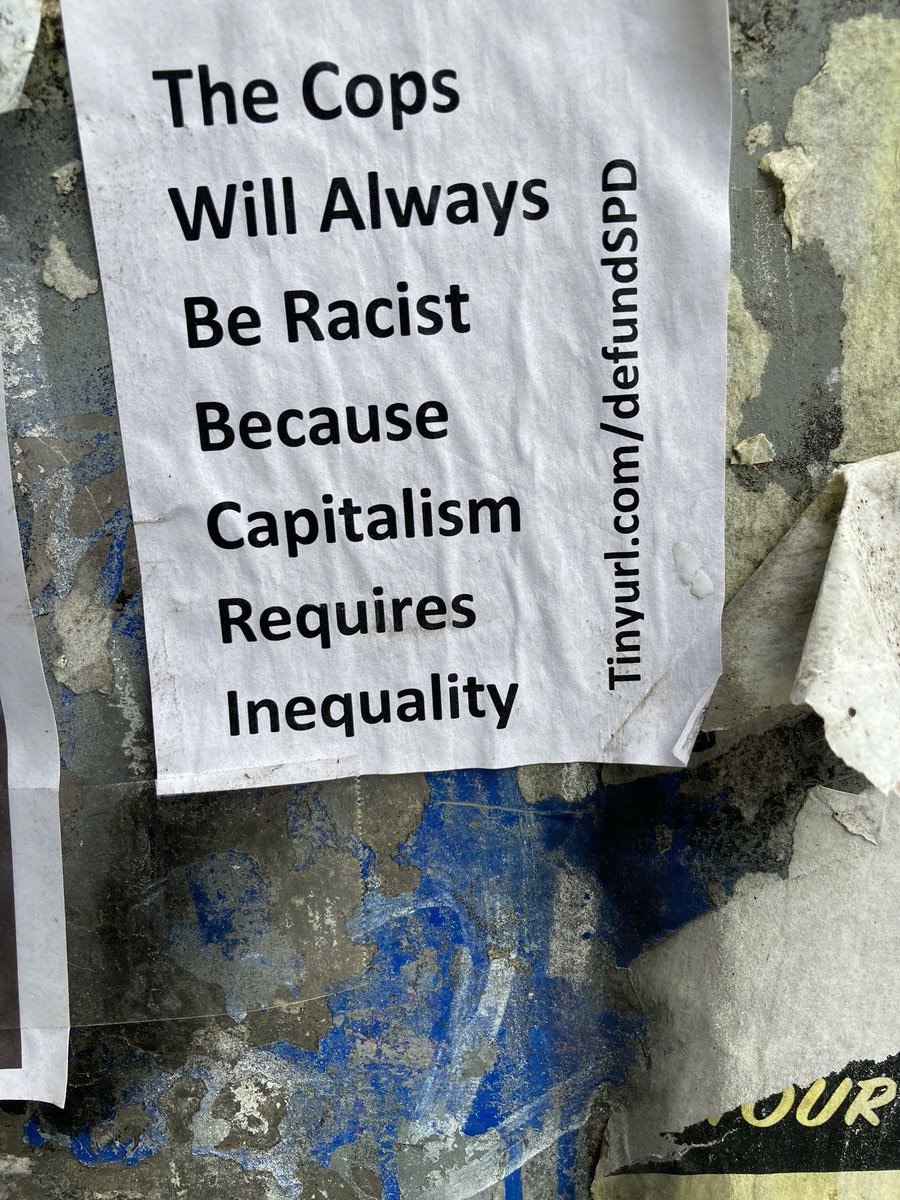 The Cops
Will Always
Be Racist
Because
Capitalism
Requires
Inequality
Tinyurl.com/defundSPD
OUR